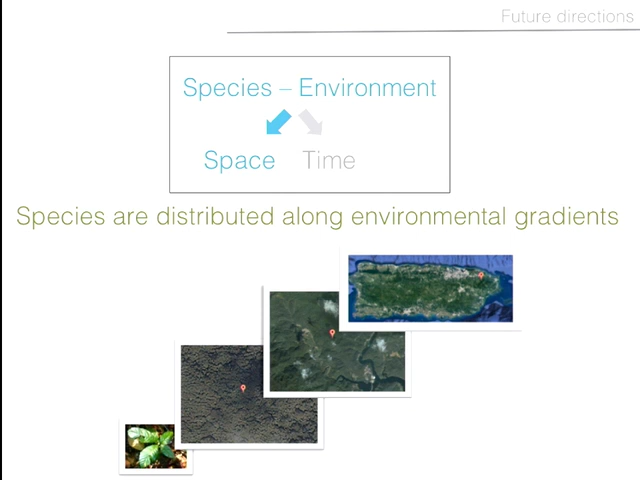 Future directions
Species – Environment
Space Time
Species are distributed along environmental gradients